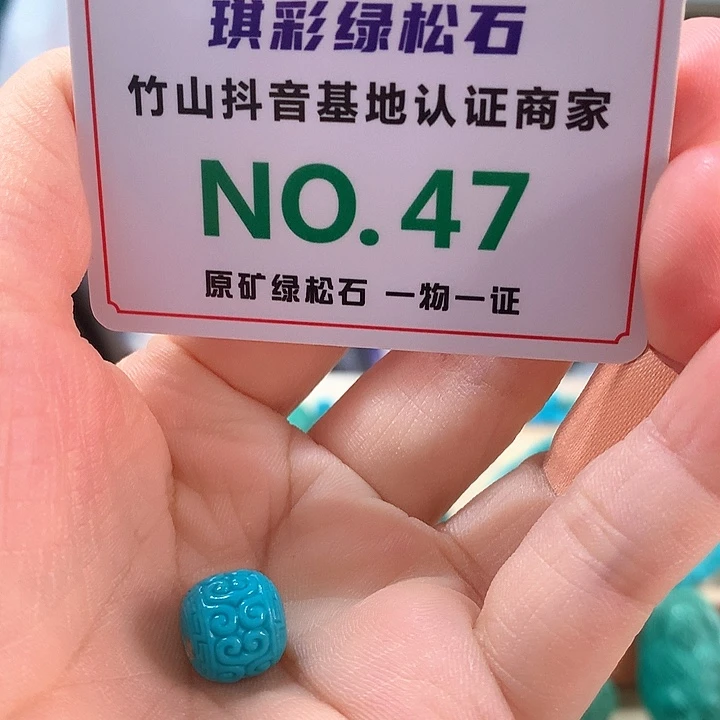 琪彩绿松石
竹山抖音基地认证商家
NO.47
原矿绿松石 一物一证